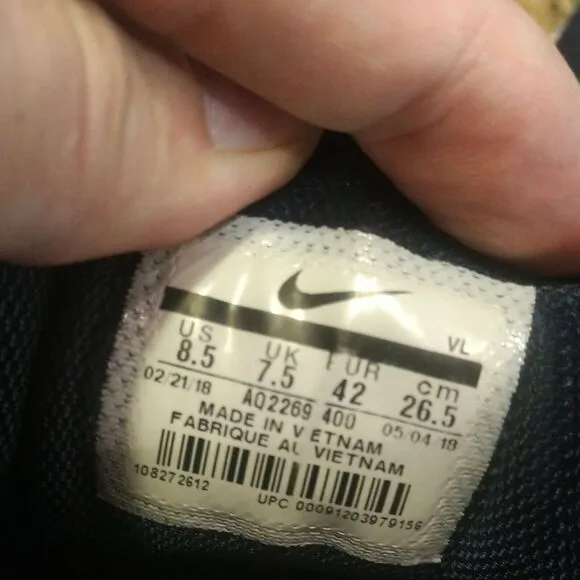 VL
US UK EUR cm
8.5 7.5 42 26.5
02/21/18 AQ2269 400 05/04/18
MADE IN VIETNAM
FABRIQUE AU VIETNAM
108272612
UPC 00091203979156